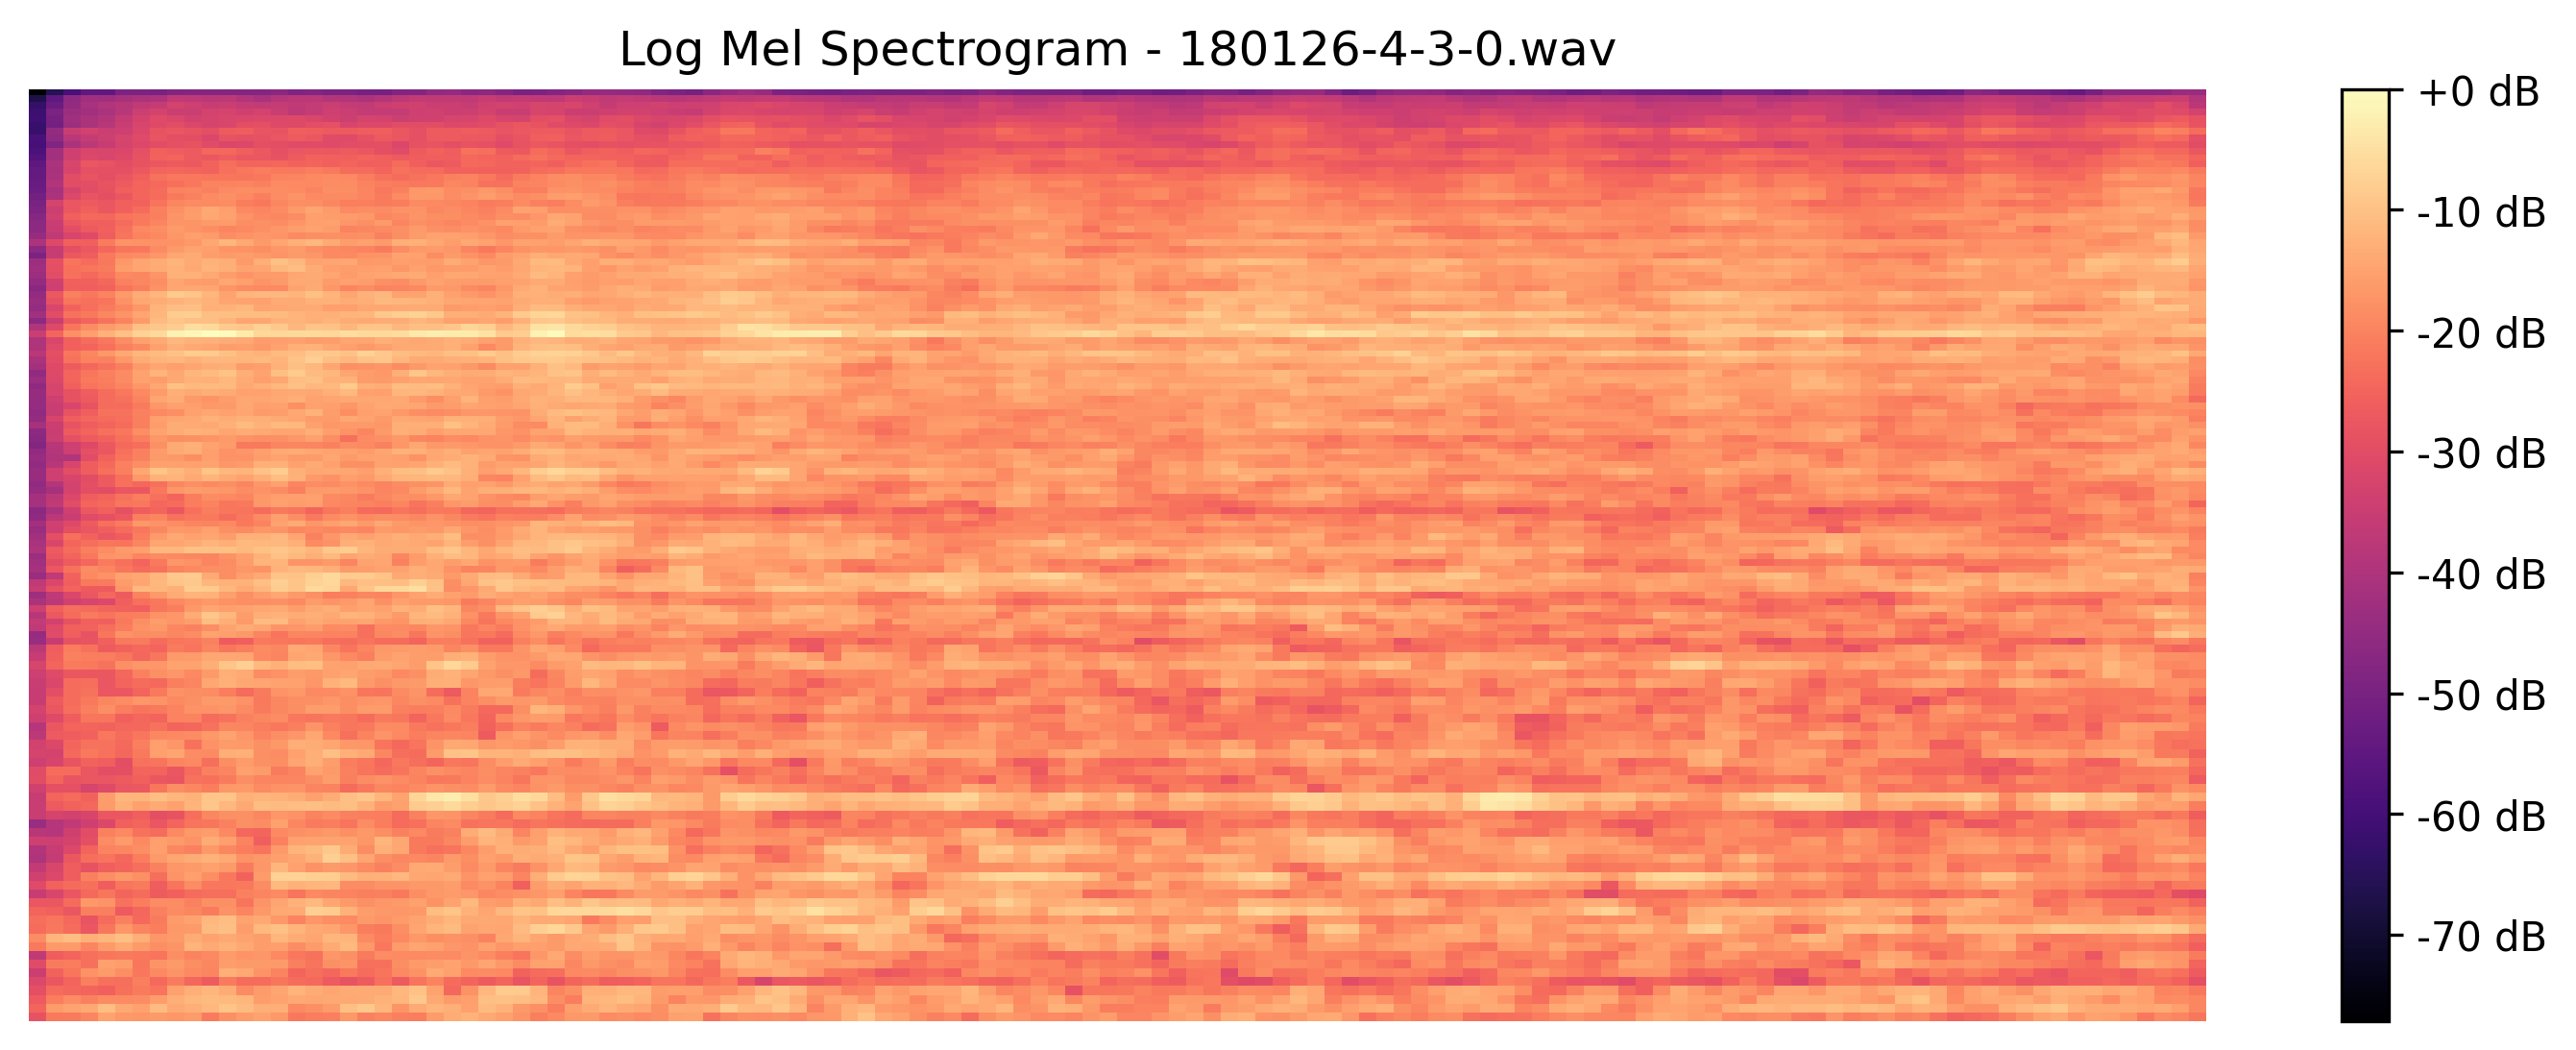 Log Mel Spectrogram - 180126-4-3-0.wav
+0 dB
-10 dB
-20 dB
-30 dB
-40 dB
-50 dB
-60 dB
-70 dB